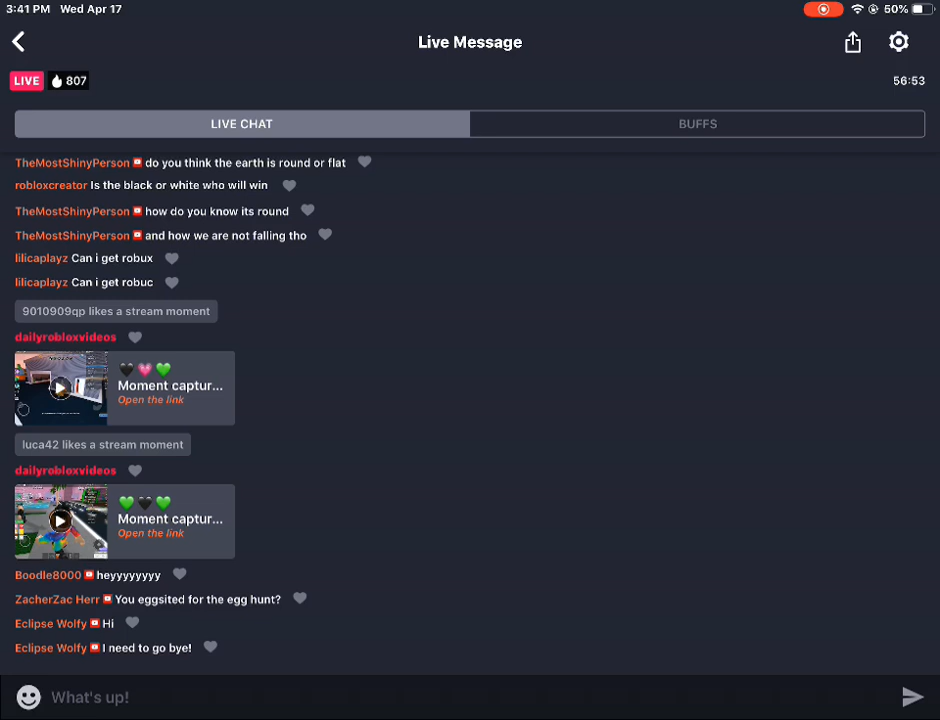 3:41 PM Wed Apr 17 50%
Live Message
LIVE 807 56:53
LIVE CHAT BUFFS
TheMostShinyPerson do you think the earth is round or flat
robloxcreator Is the black or white who will win
TheMostShinyPerson how do you know its round
TheMostShinyPerson and how we are not falling tho
lilicaplayz Can i get robux
lilicaplayz Can i get robuc
9010909qp likes a stream moment
dailyrobloxvideos
Moment captur...
Open the link
luca42 likes a stream moment
dailyrobloxvideos
Moment captur...
Open the link
Boodle8000 heyyyyyyyy
ZacherZac Herr You eggsited for the egg hunt?
Eclipse Wolfy Hi
Eclipse Wolfy I need to go bye!
What's up!